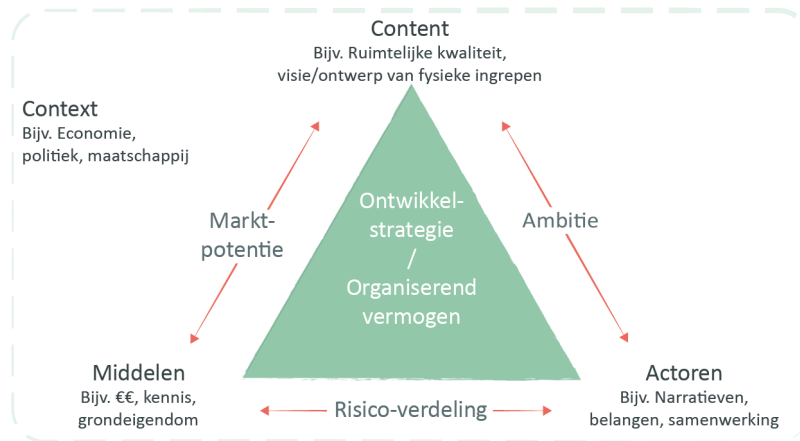 Content
Bijv. Ruimtelijke kwaliteit,
visie/ontwerp van fysieke ingrepen
Context
Bijv. Economie,
politiek, maatschappij
Markt-
potentie
Ontwikkel-
strategie
/
Organiserend
vermogen
Ambitie
Middelen
Bijv. €€, kennis,
grondeigendom
Risico-verdeling
Actoren
Bijv. Narratieven,
belangen, samenwerking